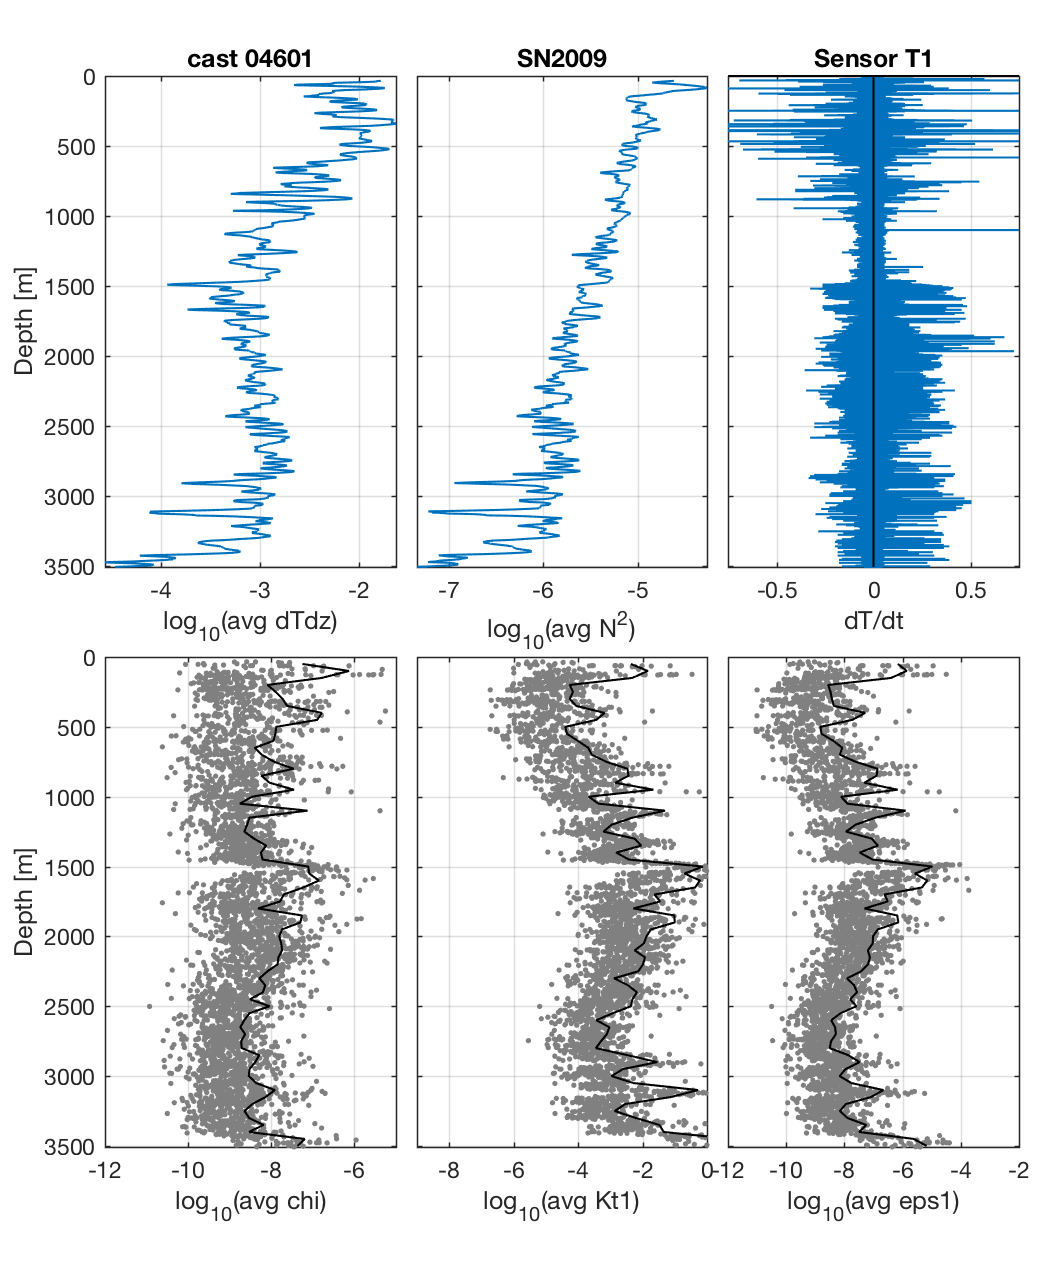 cast 04601
SN2009
Sensor T1
0
500
1000
1500
2000
2500
3000
3500
Depth [m]
-4 -3 -2
log10(avg dTdz)
-7 -6 -5
log10(avg N2)
-0.5 0 0.5
dT/dt
0
500
1000
1500
2000
2500
3000
3500
Depth [m]
-12 -10 -8 -6
log10(avg chi)
-8 -6 -4 -2 0
log10(avg Kt1)
-12 -10 -8 -6 -4 -2
log10(avg eps1)